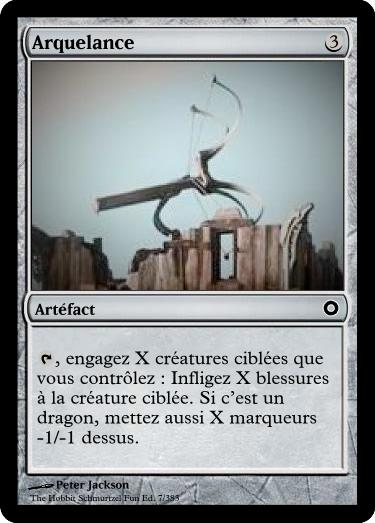 Arquelance 3
Artéfact
, engagez X créatures ciblées que
vous contrôlez : Infligez X blessures
à la créature ciblée. Si c'est un
dragon, mettez aussi X marqueurs
-1/-1 dessus.
Peter Jackson
The Hobbit Schmurtzel Fun Ed. 7/383